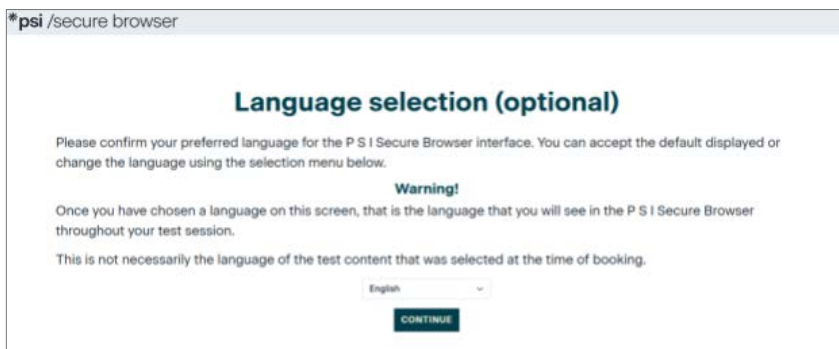 *psi /secure browser
Language selection (optional)
Please confirm your preferred language for the P S I Secure Browser interface. You can accept the default displayed or
change the language using the selection menu below.
Warning!
Once you have chosen a language on this screen, that is the language that you will see in the P S I Secure Browser
throughout your test session.
This is not necessarily the language of the test content that was selected at the time of booking.
English
CONTINUE